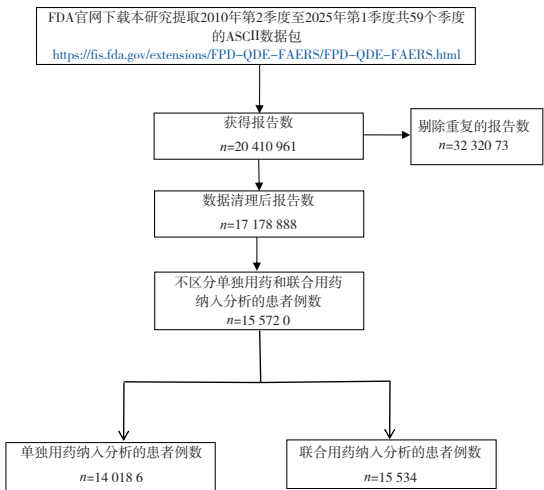 FDA官网下载本研究提取2010年第2季度至2025年第1季度共59个季度
的ASCII数据包
https://fis.fda.gov/extensions/FPD-QDE-FAERS/FPD-QDE-FAERS.html
获得报告数
n=20 410 961
剔除重复的报告数
n=32 320 73
数据清理后报告数
n=17 178 888
不区分单独用药和联合用药
纳入分析的患者例数
n=15 572 0
单独用药纳入分析的患者例数
n=14 018 6
联合用药纳入分析的患者例数
n=15 534